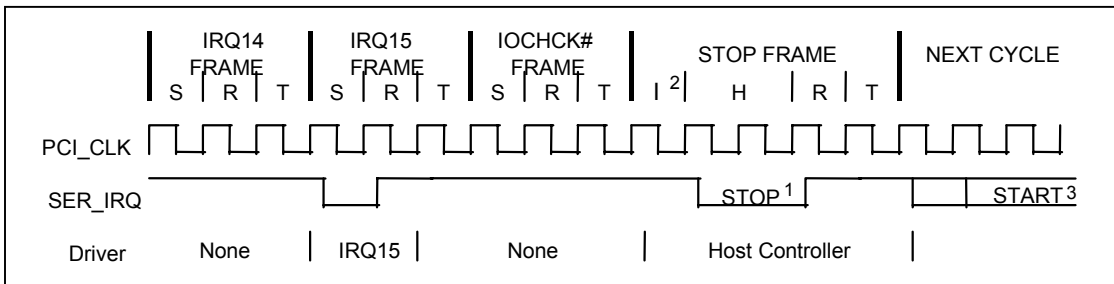 IRQ14 IRQ15 IOCHCK#
FRAME FRAME FRAME STOP FRAME NEXT CYCLE
S R T S R T S R T I 2 H R T
PCI_CLK
SER_IRQ STOP 1 START 3
Driver None IRQ15 None Host Controller